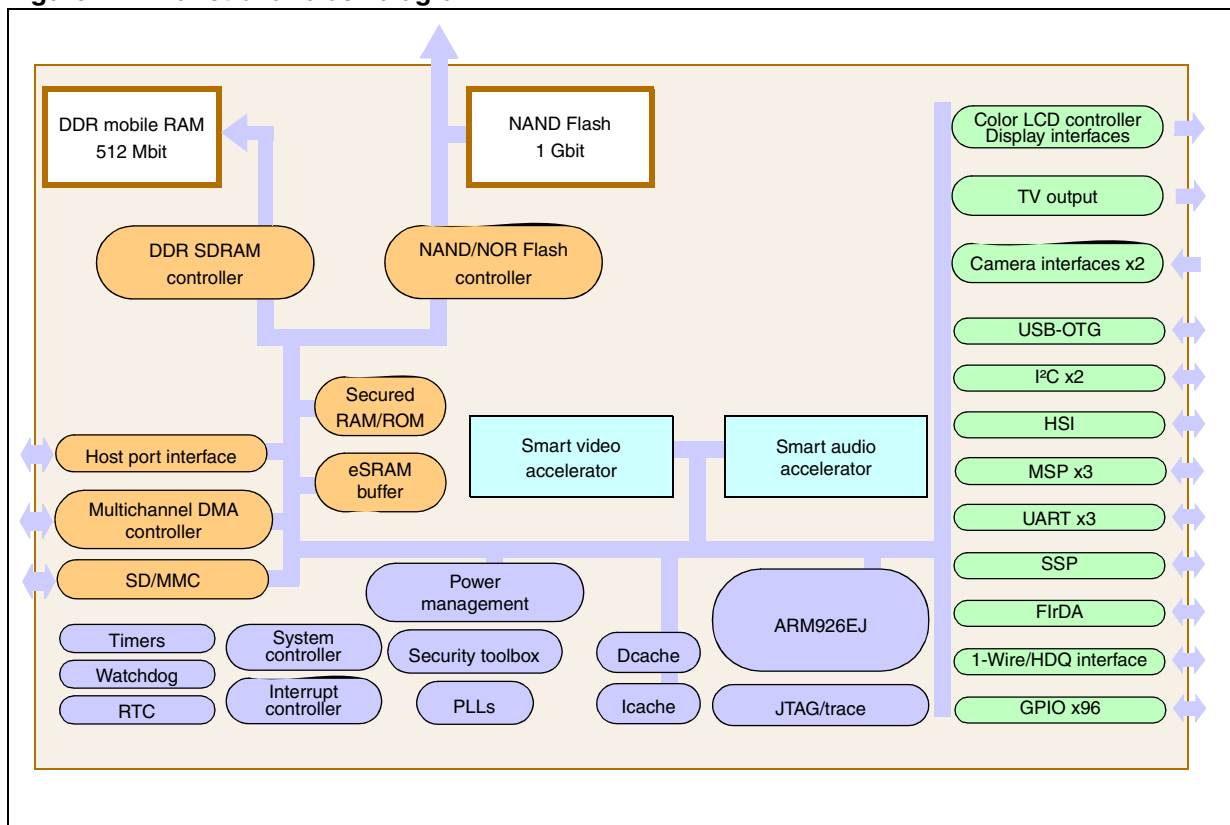 DDR mobile RAM
512 Mbit
NAND Flash
1 Gbit
DDR SDRAM
controller
NAND/NOR Flash
controller
Secured
RAM/ROM
Host port interface
eSRAM
buffer
Multichannel DMA
controller
SD/MMC
Smart video
accelerator
Smart audio
accelerator
Power
management
ARM926EJ
Timers
System
controller
Security toolbox
Dcache
Watchdog
Interrupt
controller
RTC
PLLs
Icache
JTAG/trace
Color LCD controller
Display interfaces
TV output
Camera interfaces x2
USB-OTG
I²C x2
HSI
MSP x3
UART x3
SSP
FIrDA
1-Wire/HDQ interface
GPIO x96